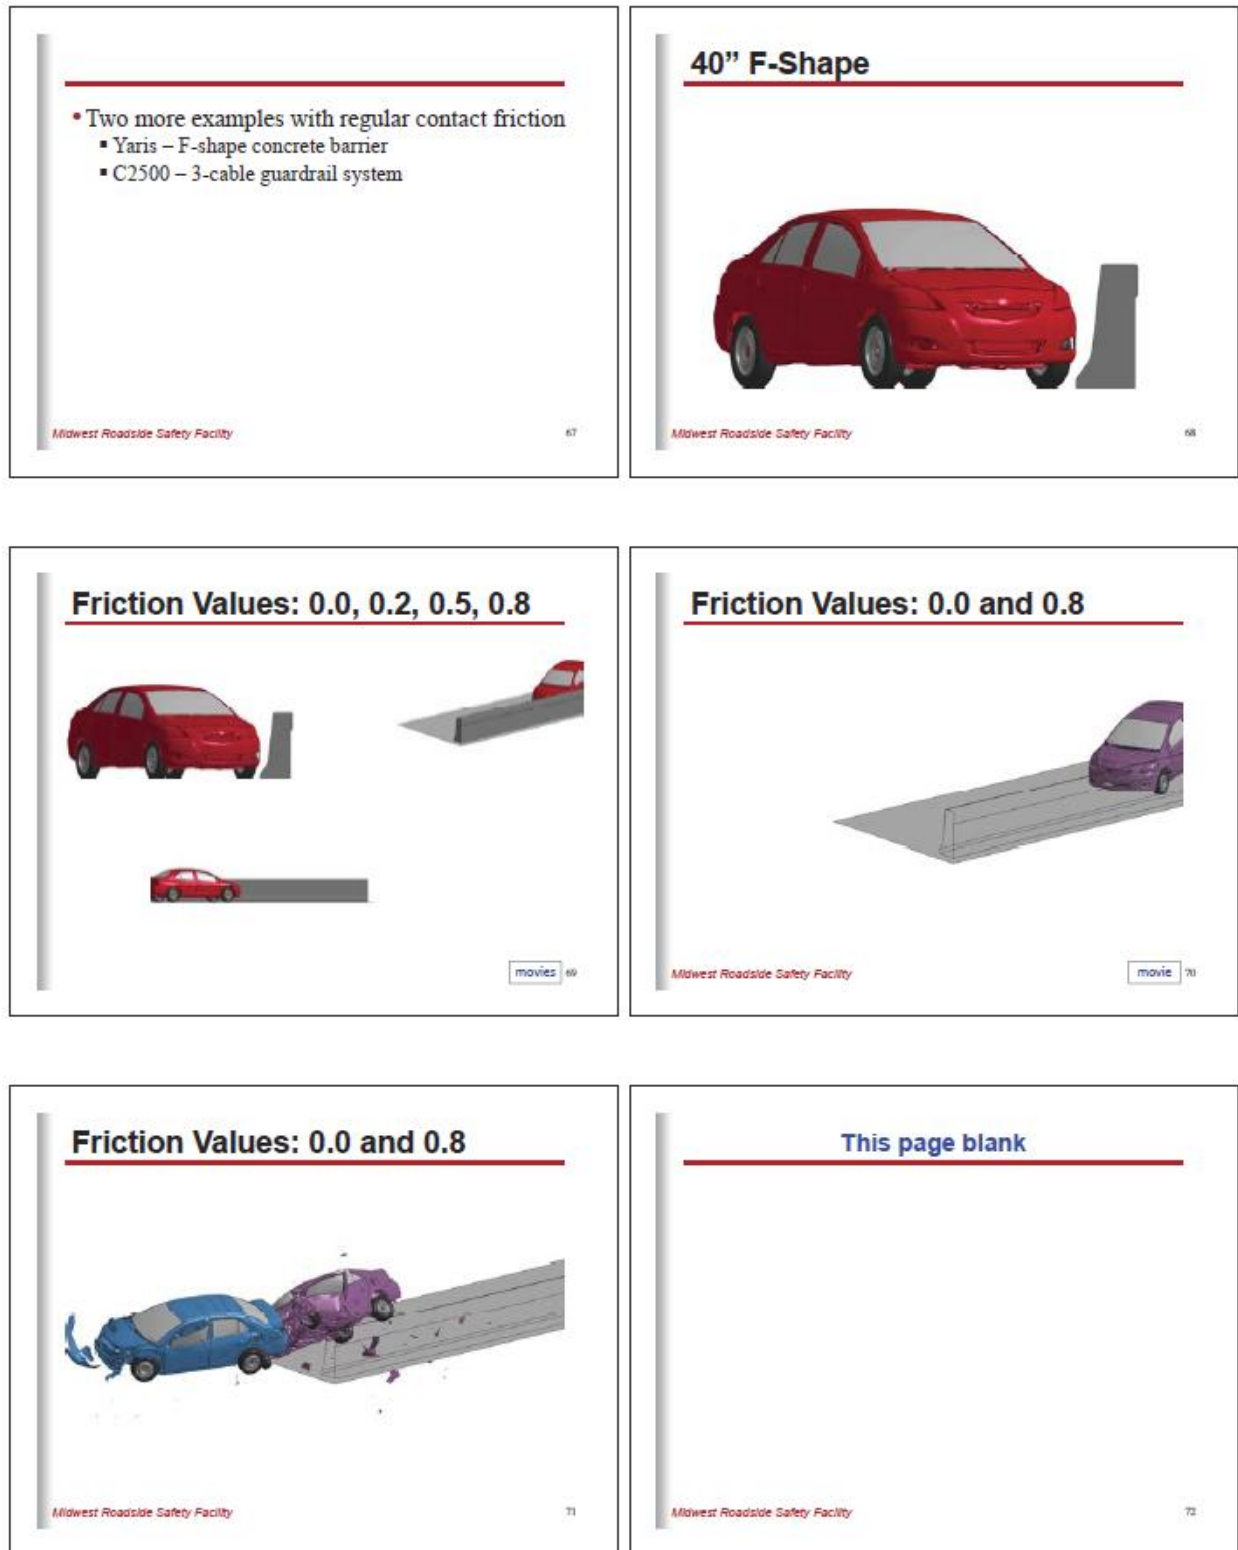 • Two more examples with regular contact friction
▪ Yaris – F-shape concrete barrier
▪ C2500 – 3-cable guardrail system
Midwest Roadside Safety Facility
67
40” F-Shape
Midwest Roadside Safety Facility
68
Friction Values: 0.0, 0.2, 0.5, 0.8
movies
69
Friction Values: 0.0 and 0.8
Midwest Roadside Safety Facility
movie
70
Friction Values: 0.0 and 0.8
Midwest Roadside Safety Facility
71
This page blank
Midwest Roadside Safety Facility
72